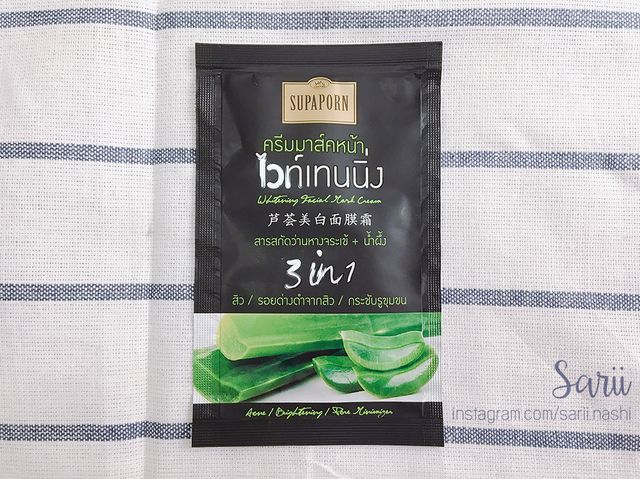 SUPAPORN
ครีมมาส์คหน้า
ไวท์เทนนิ่ง
Whitening Facial Mask Cream
芦荟美白面膜霜
สารสกัดว่านหางจระเข้ + น้ำผึ้ง
3 in 1
สิว / รอยด่างดำจากสิว / กระชับรูขุมขน
Acne / Brightening / Pore Minimizer
Sarii
instagram.com/sarii.nashi